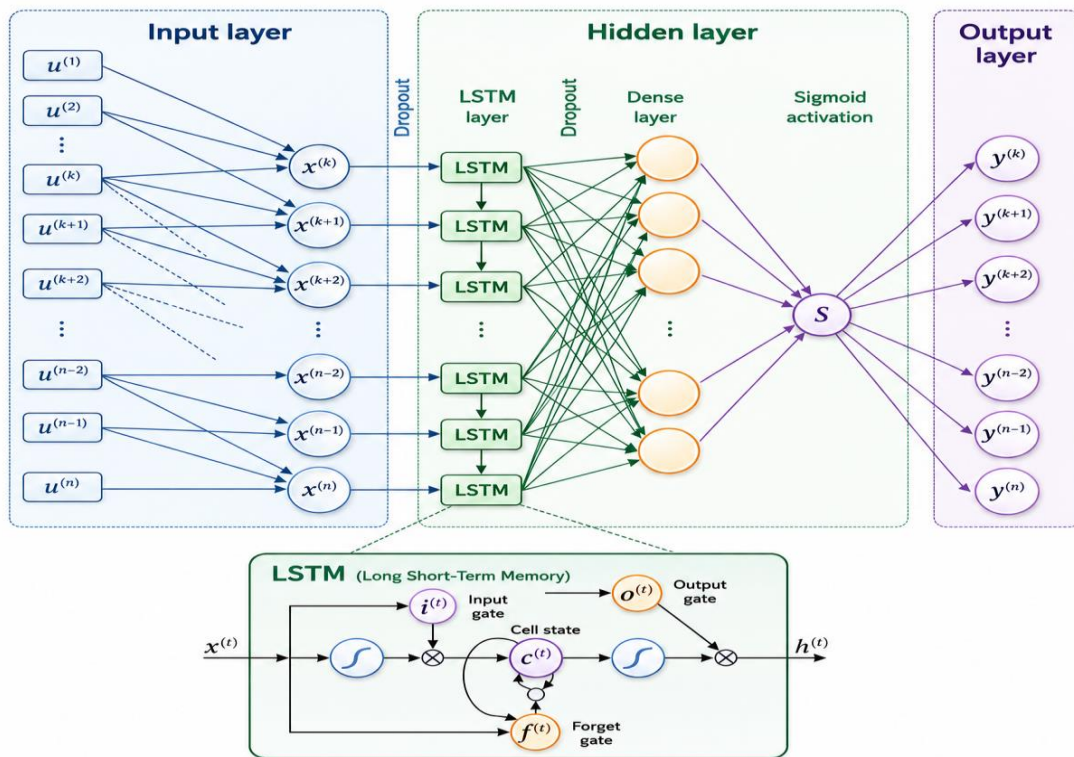 Input layer
u^(1)
u^(2)
⋮
u^(k)
u^(k+1)
u^(k+2)
⋮
u^(n-2)
u^(n-1)
u^(n)
x^(k)
x^(k+1)
x^(k+2)
⋮
x^(n-2)
x^(n-1)
x^(n)
Dropout
Hidden layer
LSTM
layer
LSTM
LSTM
LSTM
⋮
LSTM
LSTM
LSTM
Dropout
Dense
layer
⋮
Sigmoid
activation
S
Output
layer
y^(k)
y^(k+1)
y^(k+2)
⋮
y^(n-2)
y^(n-1)
y^(n)
LSTM (Long Short-Term Memory)
x^(t)
i^(t)
Input
gate
o^(t)
Output
gate
Cell state
c^(t)
f^(t)
Forget
gate
h^(t)